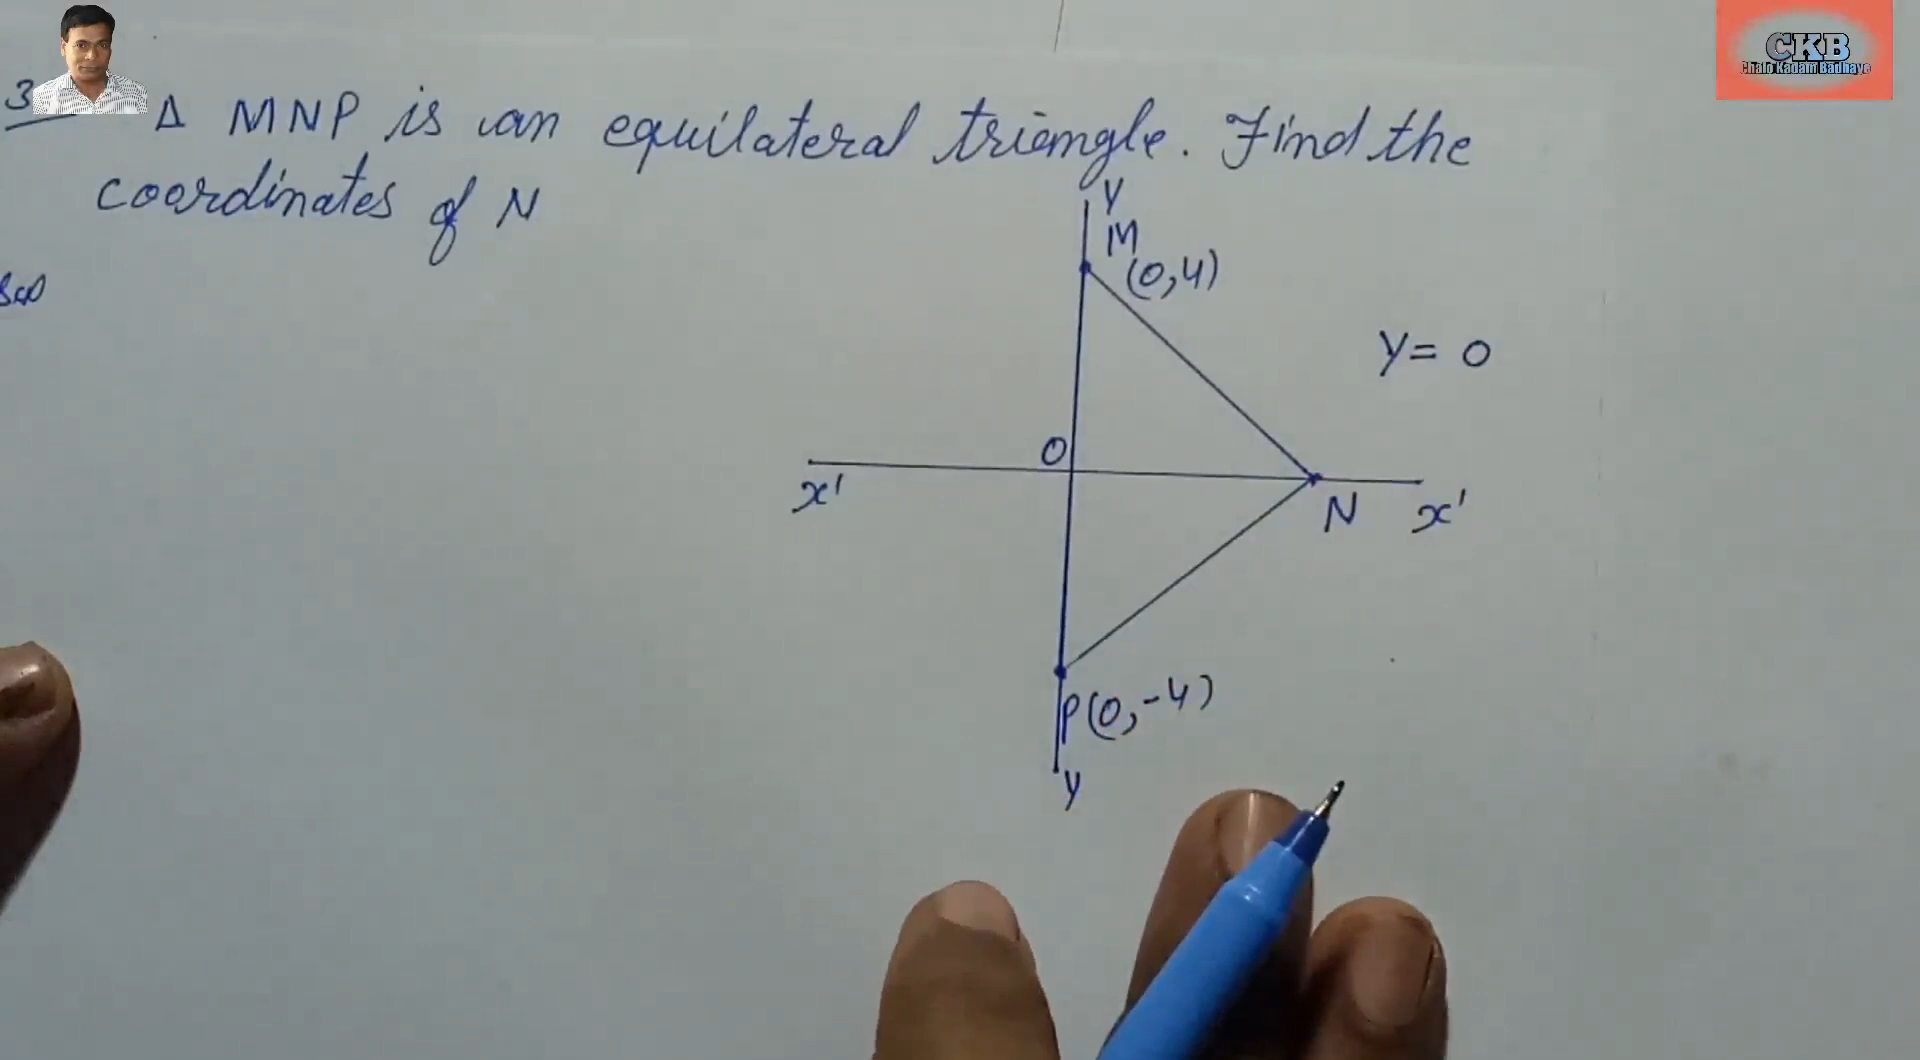 3
Δ MNP is an equilateral triangle. Find the
coordinates of N
Sol
Y
M
(0,4)
Y= 0
O
x'
N
x'
P(0,-4)
Y
CKB
Chalo Kadam Badhaye